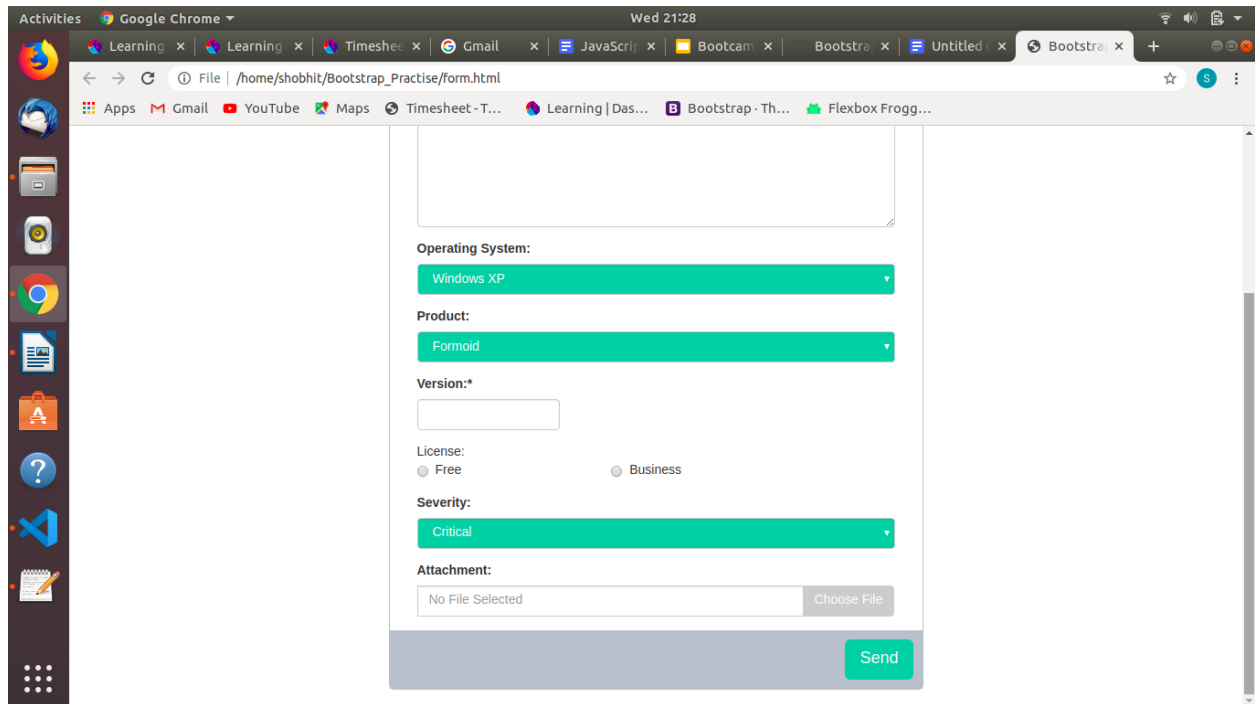 Activities Google Chrome Wed 21:28
Learning Learning Timeshee Gmail JavaScrip Bootcam Bootstra Untitled Bootstra
File /home/shobhit/Bootstrap_Practise/form.html S
Apps Gmail YouTube Maps Timesheet - T... Learning | Das... Bootstrap · Th... Flexbox Frogg...
Operating System:
Windows XP
Product:
Formoid
Version:*
License:
Free Business
Severity:
Critical
Attachment:
No File Selected Choose File
Send